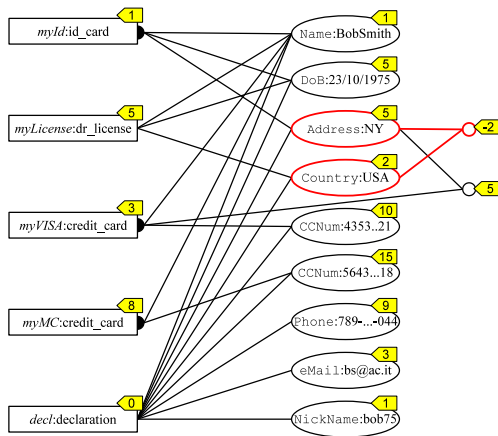 1
myId:id_card
1
Name:BobSmith
5
DoB:23/10/1975
5
myLicense:dr_license
5
Address:NY
-2
2
Country:USA
5
3
myVISA:credit_card
10
CCNum:4353..21
15
CCNum:5643...18
8
myMC:credit_card
9
Phone:789-...-044
3
eMail:bs@ac.it
0
decl:declaration
1
NickName:bob75